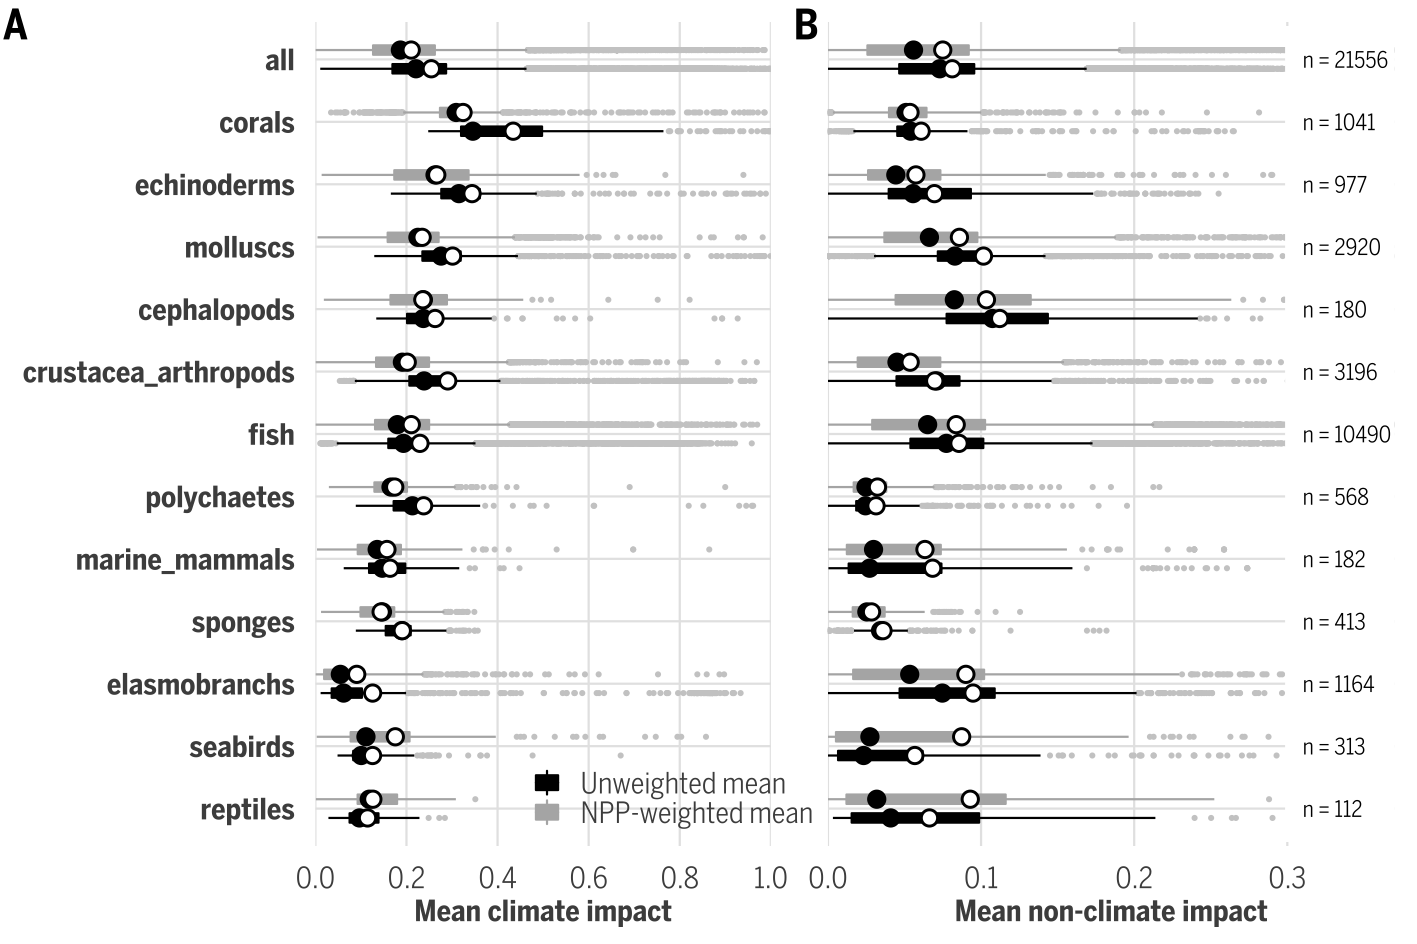 A
B
all
n = 21556
corals
n = 1041
echinoderms
n = 977
molluscs
n = 2920
cephalopods
n = 180
crustacea_arthropods
n = 3196
fish
n = 10490
polychaetes
n = 568
marine_mammals
n = 182
sponges
n = 413
elasmobranchs
n = 1164
seabirds
n = 313
Unweighted mean
NPP-weighted mean
reptiles
n = 112
0.0 0.2 0.4 0.6 0.8 1.0
0.0 0.1 0.2 0.3
Mean climate impact
Mean non-climate impact